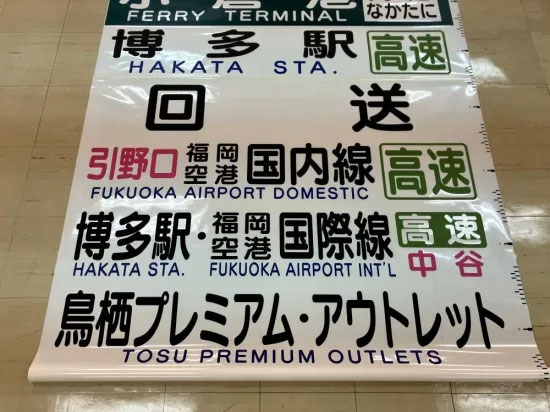 小倉港
なかたに
FERRY TERMINAL
博多駅 高速
HAKATA STA.
回送
引野口 福岡空港 国内線 高速
FUKUOKA AIRPORT DOMESTIC
博多駅・福岡空港 国際線 高速
中谷
HAKATA STA. FUKUOKA AIRPORT INT'L
鳥栖プレミアム・アウトレット
TOSU PREMIUM OUTLETS